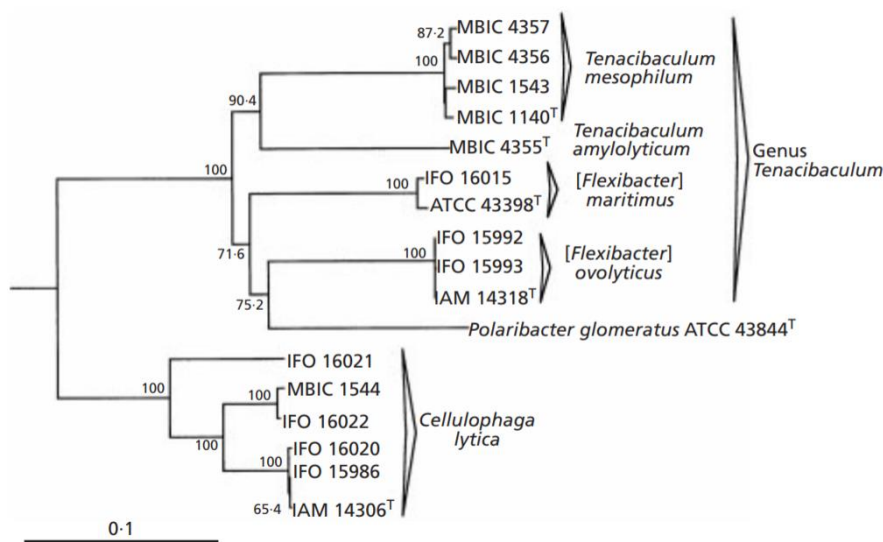 87·2
MBIC 4357
MBIC 4356
100
MBIC 1543
MBIC 1140T
Tenacibaculum
mesophilum
90·4
MBIC 4355T
Tenacibaculum
amylolyticum
100
Genus
Tenacibaculum
100
IFO 16015
ATCC 43398T
[Flexibacter]
maritimus
71·6
100
IFO 15992
IFO 15993
IAM 14318T
[Flexibacter]
ovolyticus
75·2
Polaribacter glomeratus ATCC 43844T
IFO 16021
100
100
MBIC 1544
IFO 16022
Cellulophaga
lytica
100
IFO 16020
100
IFO 15986
65·4
IAM 14306T
0·1